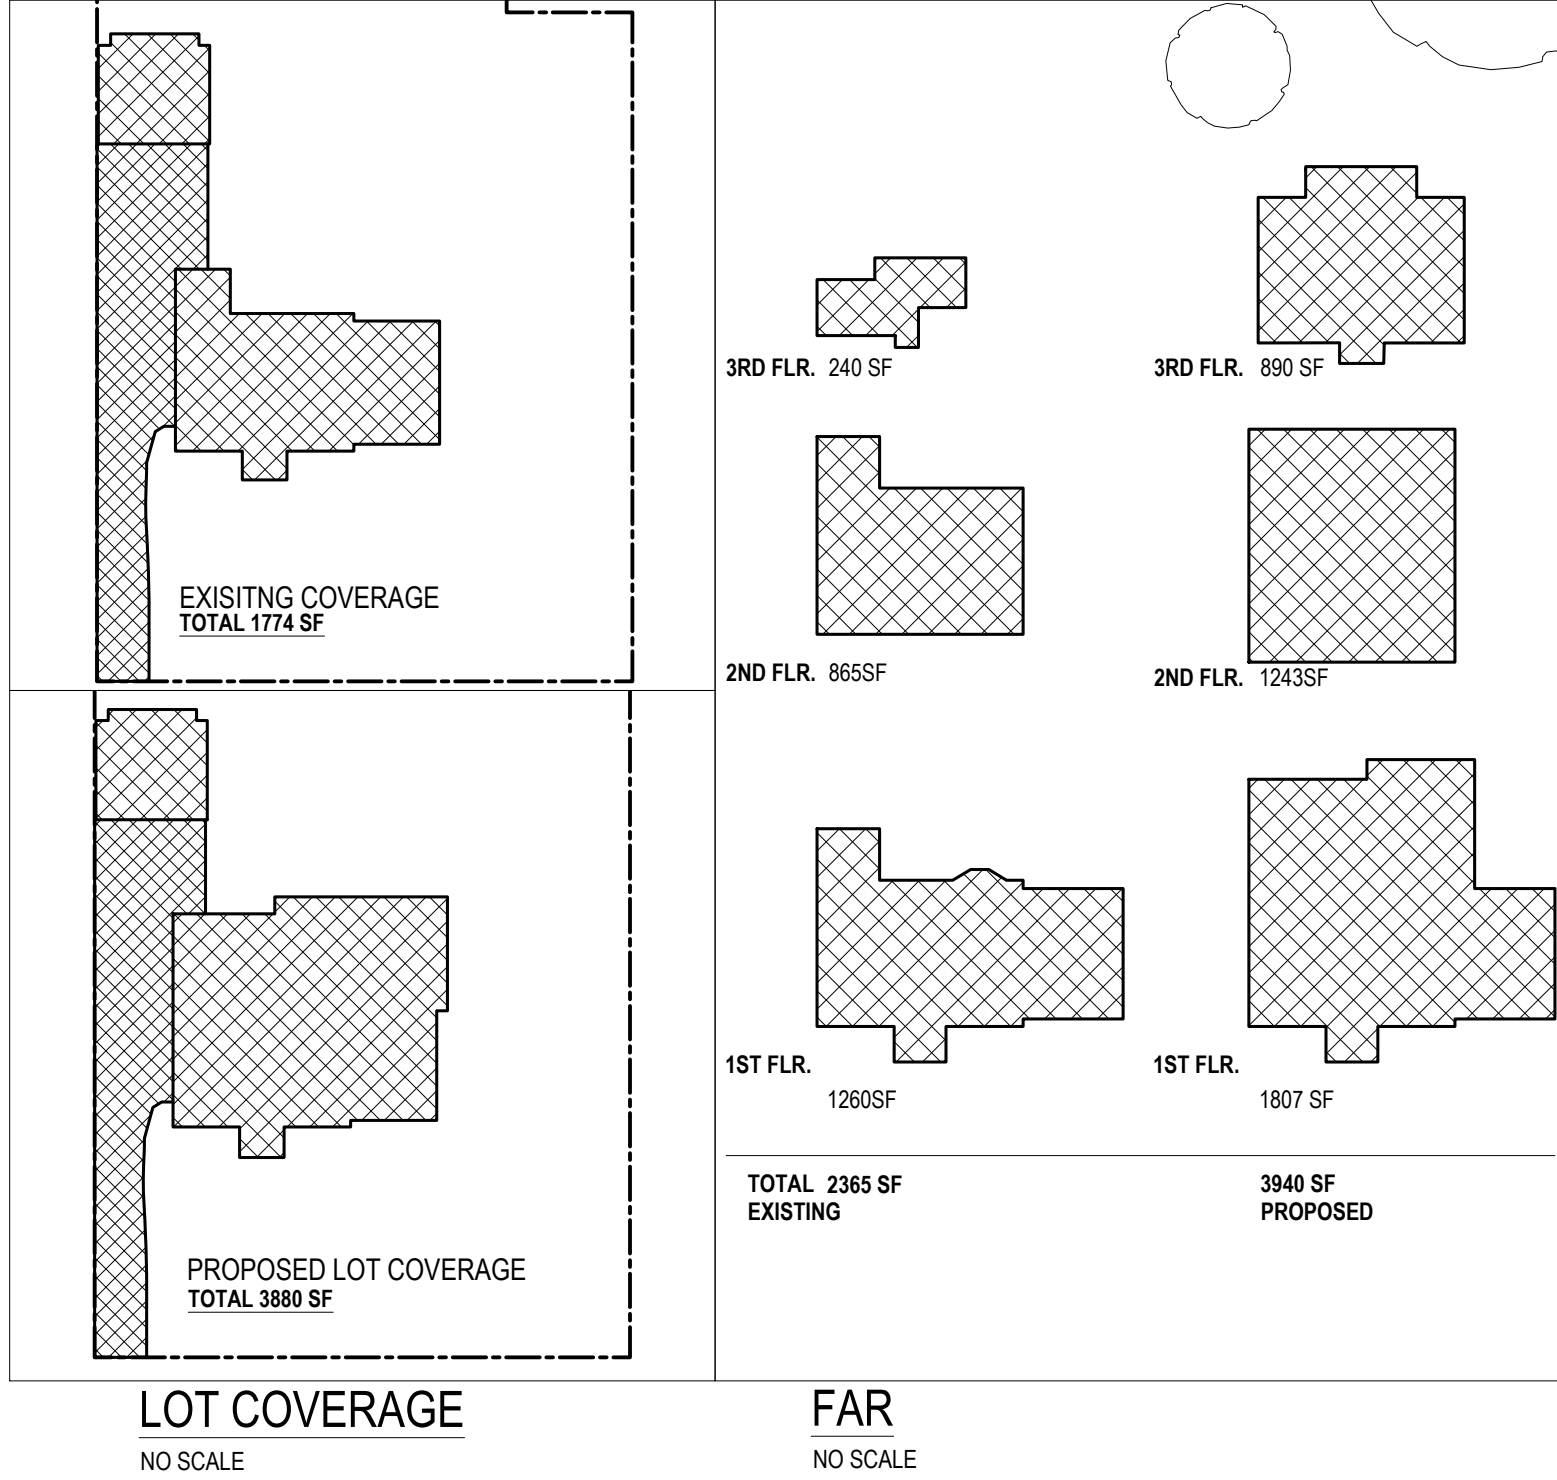 EXISITNG COVERAGE
TOTAL 1774 SF
PROPOSED LOT COVERAGE
TOTAL 3880 SF
LOT COVERAGE
NO SCALE
3RD FLR. 240 SF
3RD FLR. 890 SF
2ND FLR. 865SF
2ND FLR. 1243SF
1ST FLR.
1260SF
1ST FLR.
1807 SF
TOTAL 2365 SF
EXISTING
3940 SF
PROPOSED
FAR
NO SCALE